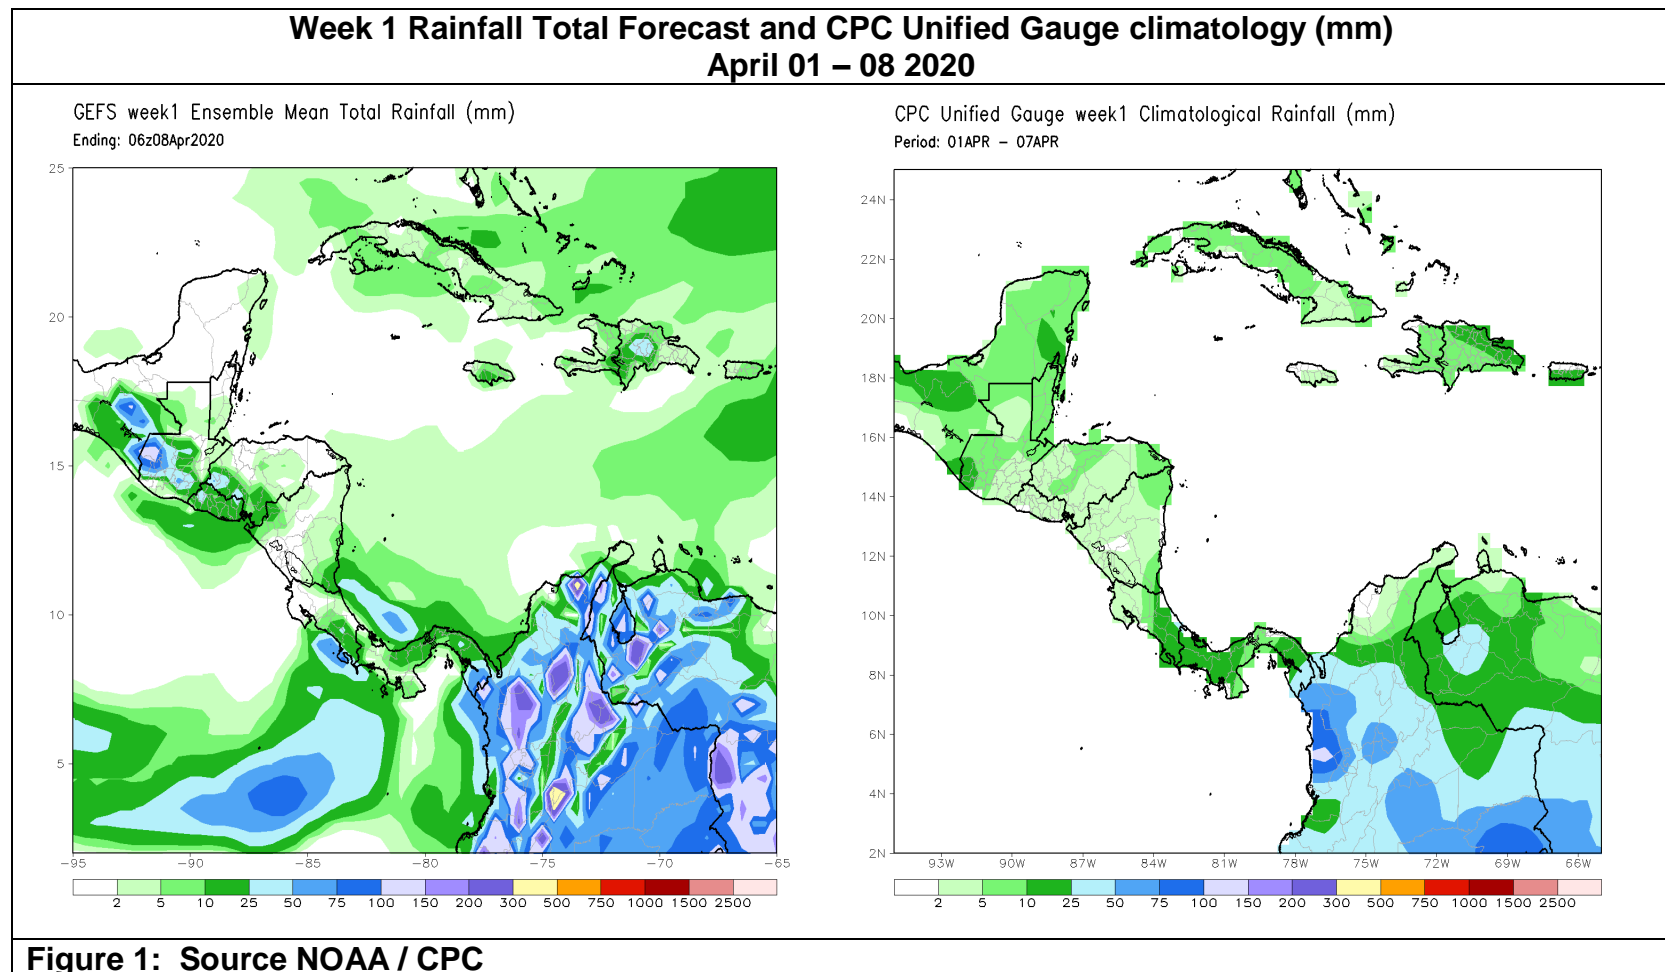 Week 1 Rainfall Total Forecast and CPC Unified Gauge climatology (mm)
April 01 – 08 2020
GEFS week1 Ensemble Mean Total Rainfall (mm)
Ending: 06z08Apr2020
25
20
15
10
5
-95 -90 -85 -80 -75 -70 -65
2 5 10 25 50 75 100 150 200 300 500 750 1000 1500 2500
CPC Unified Gauge week1 Climatological Rainfall (mm)
Period: 01APR – 07APR
24N
22N
20N
18N
16N
14N
12N
10N
8N
6N
4N
2N
93W 90W 87W 84W 81W 78W 75W 72W 69W 66W
2 5 10 25 50 75 100 150 200 300 500 750 1000 1500 2500
Figure 1: Source NOAA / CPC